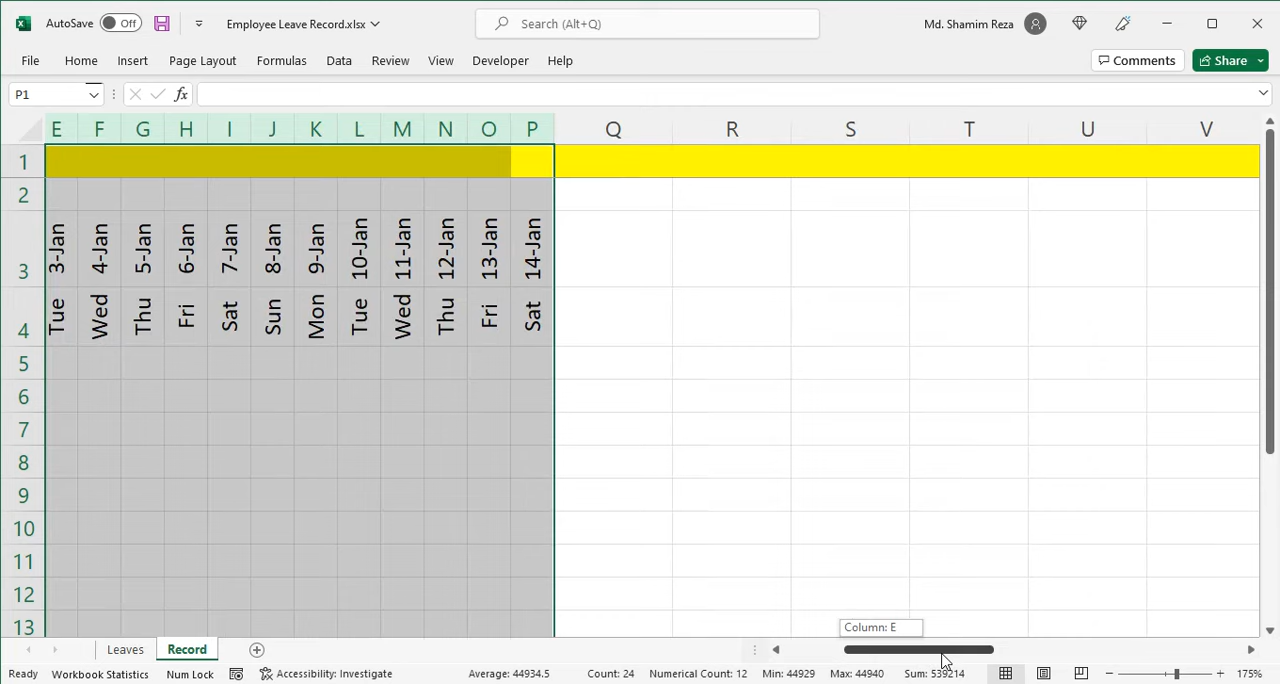 AutoSave Off Employee Leave Record.xlsx Search (Alt+Q) Md. Shamim Reza
File Home Insert Page Layout Formulas Data Review View Developer Help Comments Share
P1 fx
E F G H I J K L M N O P Q R S T U V
1
2
3 3-Jan 4-Jan 5-Jan 6-Jan 7-Jan 8-Jan 9-Jan 10-Jan 11-Jan 12-Jan 13-Jan 14-Jan
4 Tue Wed Thu Fri Sat Sun Mon Tue Wed Thu Fri Sat
5
6
7
8
9
10
11
12
13
Column: E
Leaves Record
Ready Workbook Statistics Num Lock Accessibility: Investigate Average: 44934.5 Count: 24 Numerical Count: 12 Min: 44929 Max: 44940 Sum: 539214 175%